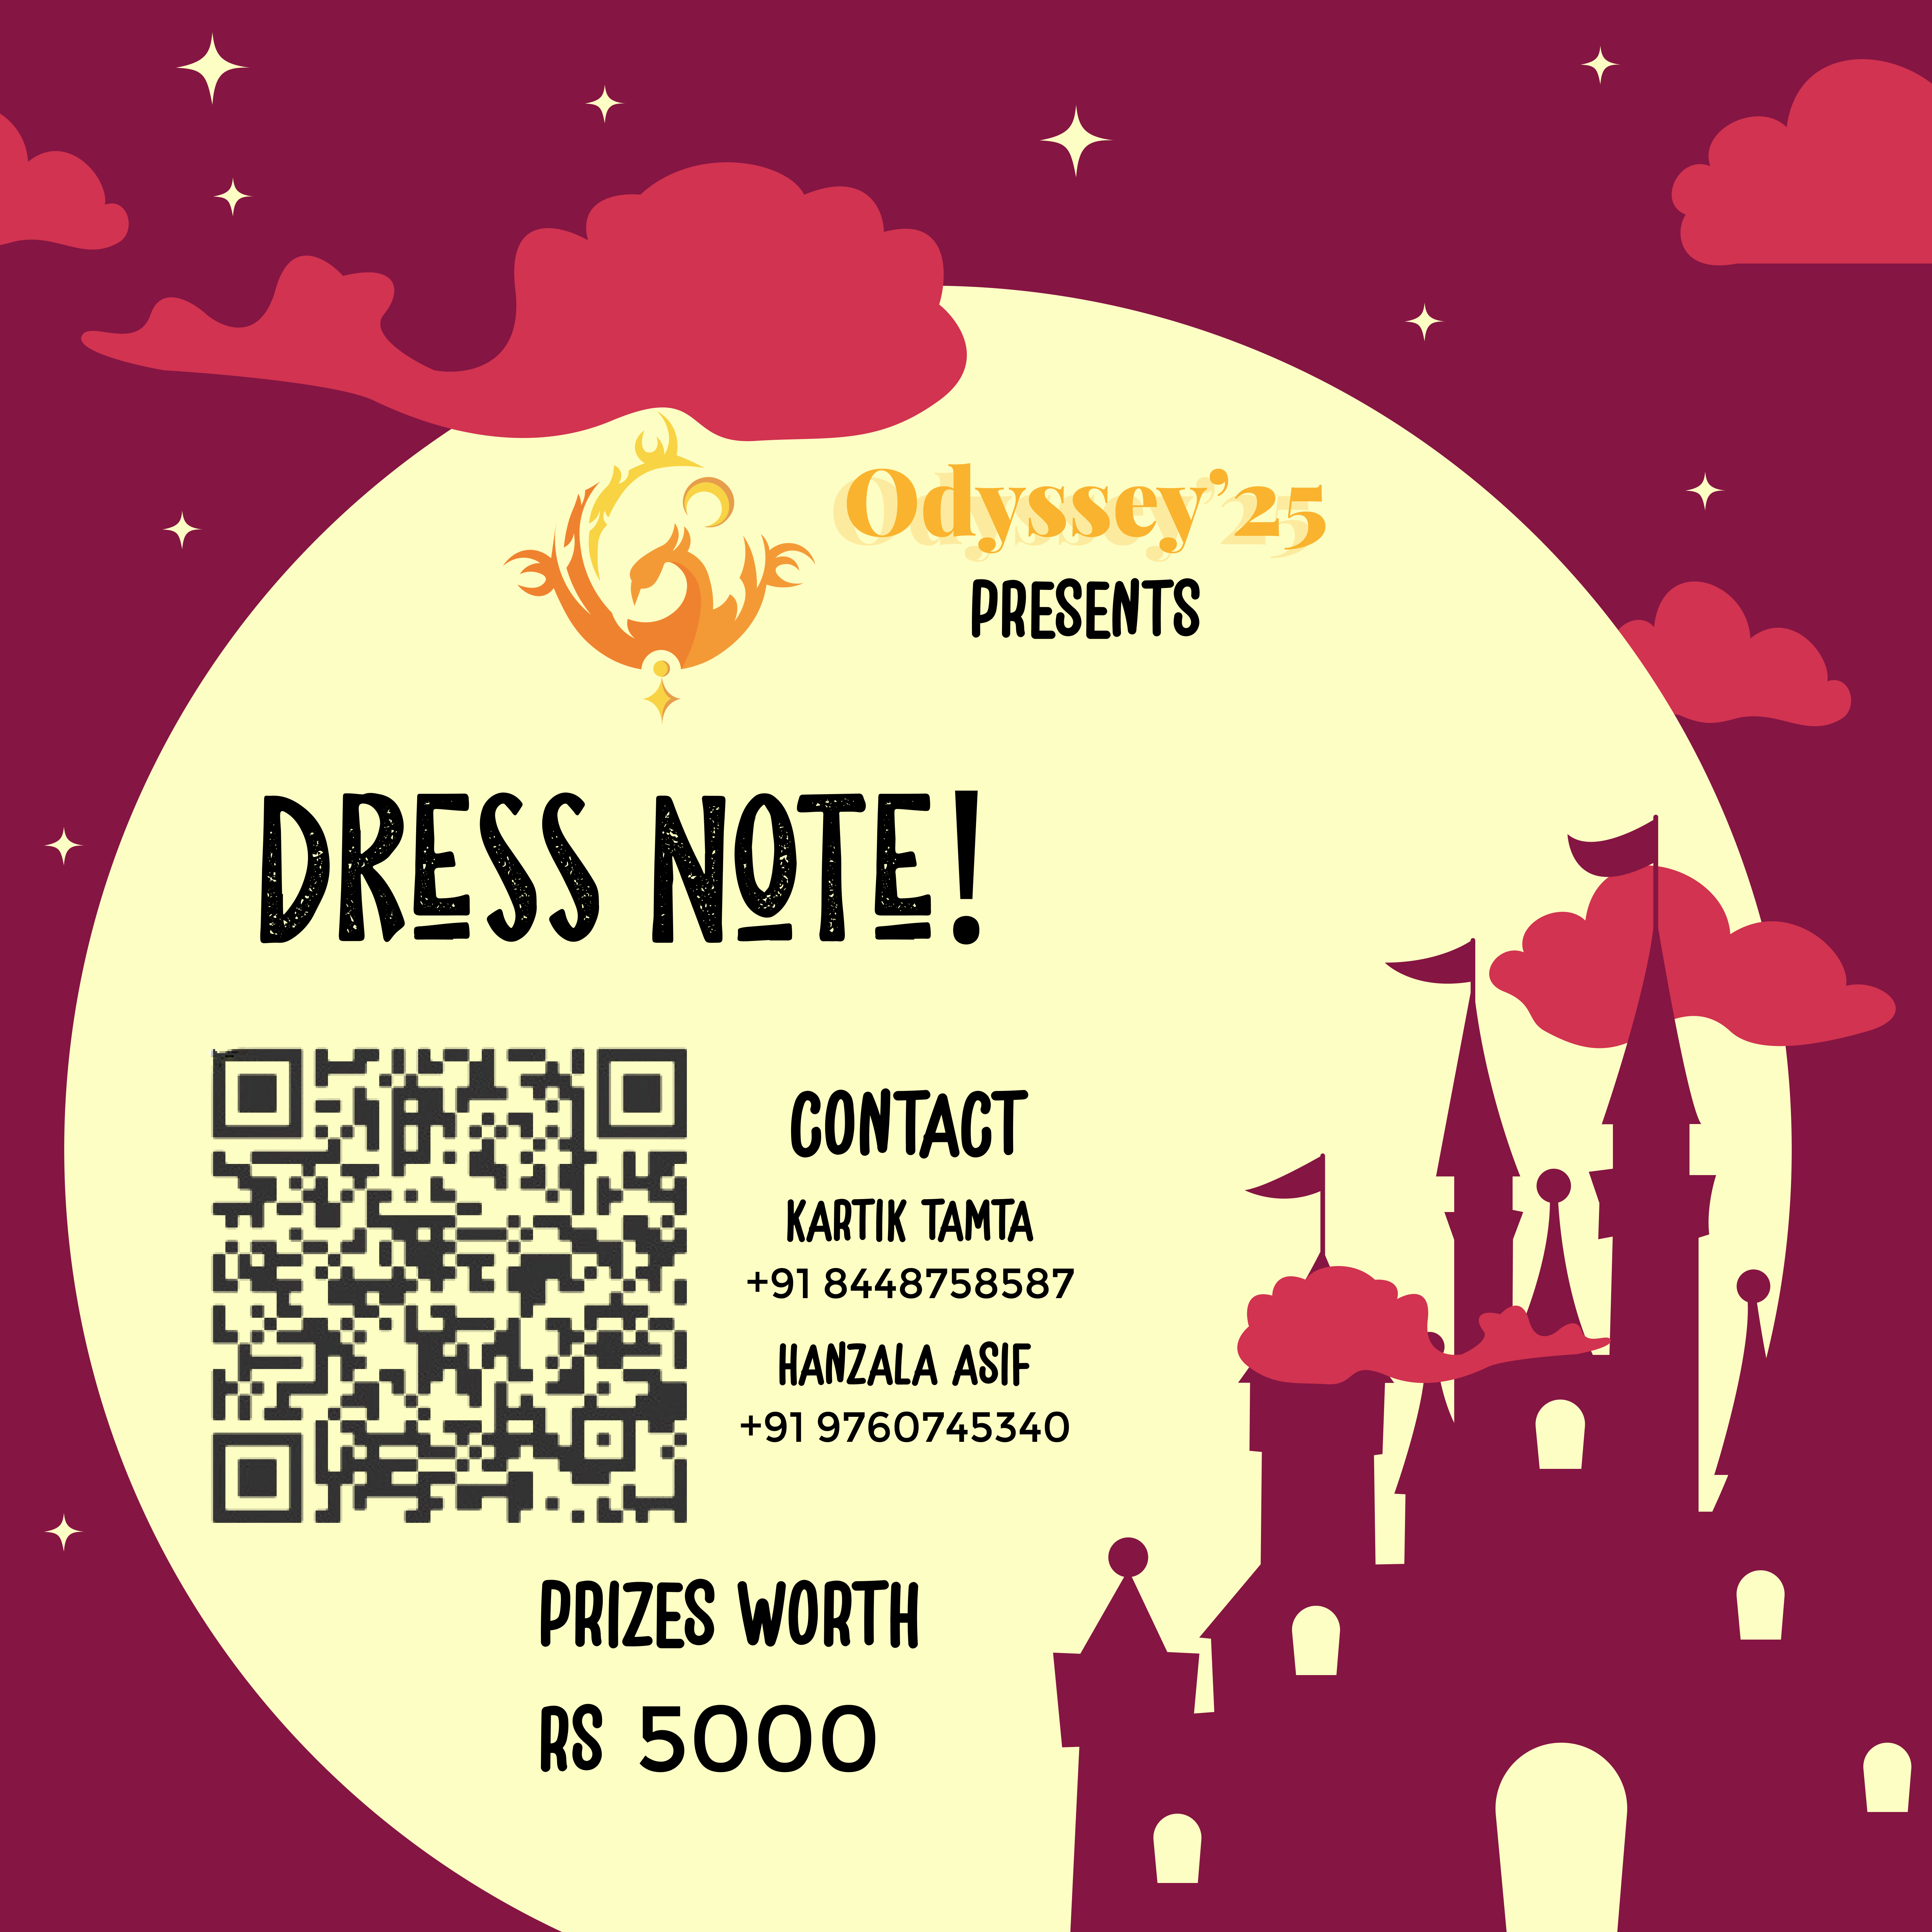 Odyssey'25
PRESENTS
DRESS NOTE!
CONTACT
KARTIK TAMTA
+91 8448758587
HANZALA ASIF
+91 9760745340
PRIZES WORTH
RS 5000